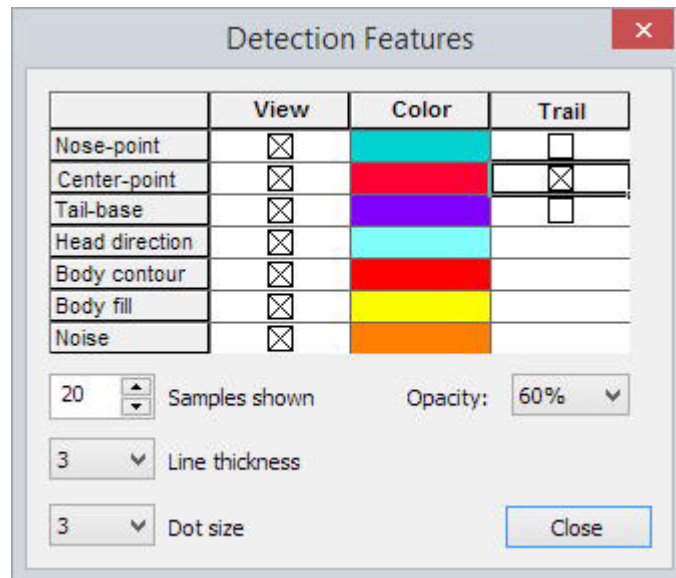 Detection Features
View Color Trail
Nose-point
Center-point
Tail-base
Head direction
Body contour
Body fill
Noise
20 Samples shown Opacity: 60%
3 Line thickness
3 Dot size Close